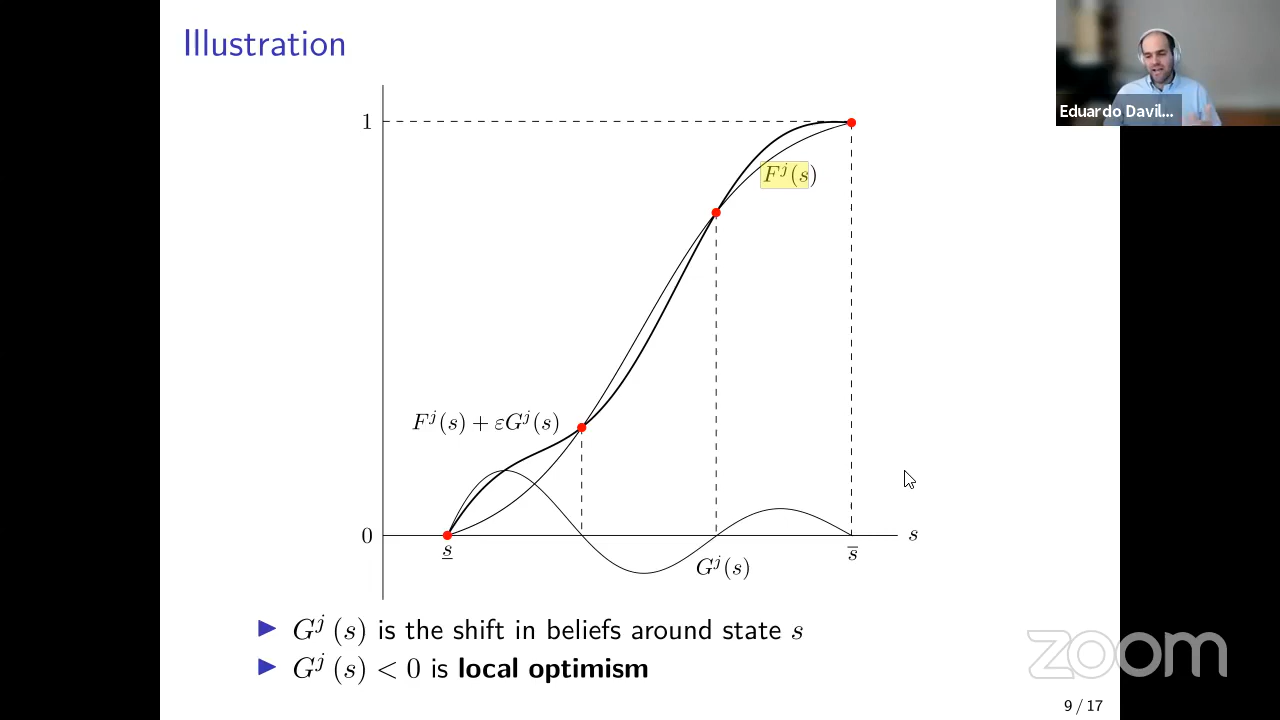 Illustration
Eduardo Davil...
1
F^j(s)
F^j(s) + εG^j(s)
0
s
s̲
s̅
G^j(s)
▶ G^j (s) is the shift in beliefs around state s
▶ G^j (s) < 0 is local optimism
zoom
9 / 17